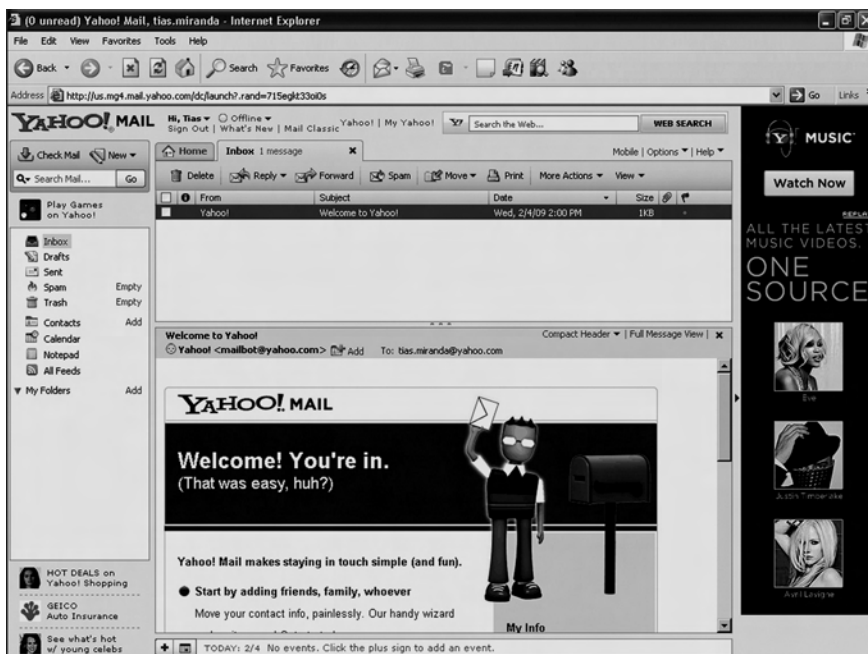 (0 unread) Yahoo! Mail, tias.miranda - Internet Explorer
File Edit View Favorites Tools Help
Back Search Favorites
Address http://us.mg4.mail.yahoo.com/dc/launch?.rand=715egkt33oi0s Go Links
YAHOO! MAIL Hi, Tias Offline Yahoo! | My Yahoo! Search the Web... WEB SEARCH
Sign Out | What's New | Mail Classic
Check Mail New
Search Mail... Go
Play Games
on Yahoo!
Inbox
Drafts
Sent
Spam Empty
Trash Empty
Contacts Add
Calendar
Notepad
All Feeds
My Folders Add
HOT DEALS on
Yahoo! Shopping
GEICO
Auto Insurance
See what's hot
w/ young celebs
Home Inbox 1 message Mobile | Options | Help
Delete Reply Forward Spam Move Print More Actions View
From Subject Date Size
Yahoo! Welcome to Yahoo! Wed, 2/4/09 2:00 PM 1KB
Welcome to Yahoo! Compact Header | Full Message View |
Yahoo! <mailbot@yahoo.com> Add To: tias.miranda@yahoo.com
YAHOO! MAIL
Welcome! You're in.
(That was easy, huh?)
Yahoo! Mail makes staying in touch simple (and fun).
Start by adding friends, family, whoever
Move your contact info, painlessly. Our handy wizard
My Info
TODAY: 2/4 No events. Click the plus sign to add an event.
Y! MUSIC
Watch Now
REPLAY
ALL THE LATEST
MUSIC VIDEOS.
ONE
SOURCE
Eve
Justin Timberlake
Avril Lavigne